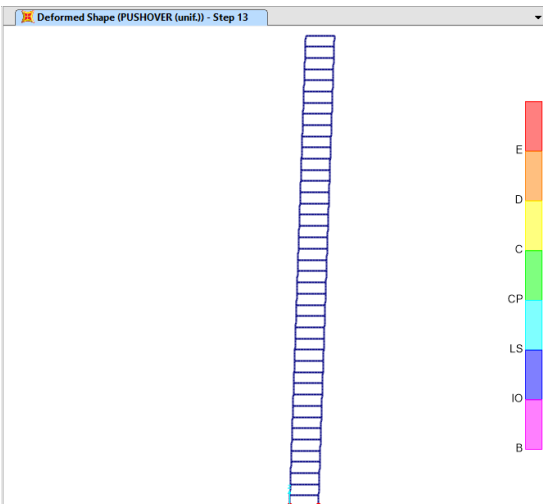 Deformed Shape (PUSHOVER (unif.)) - Step 13
E
D
C
CP
LS
IO
B